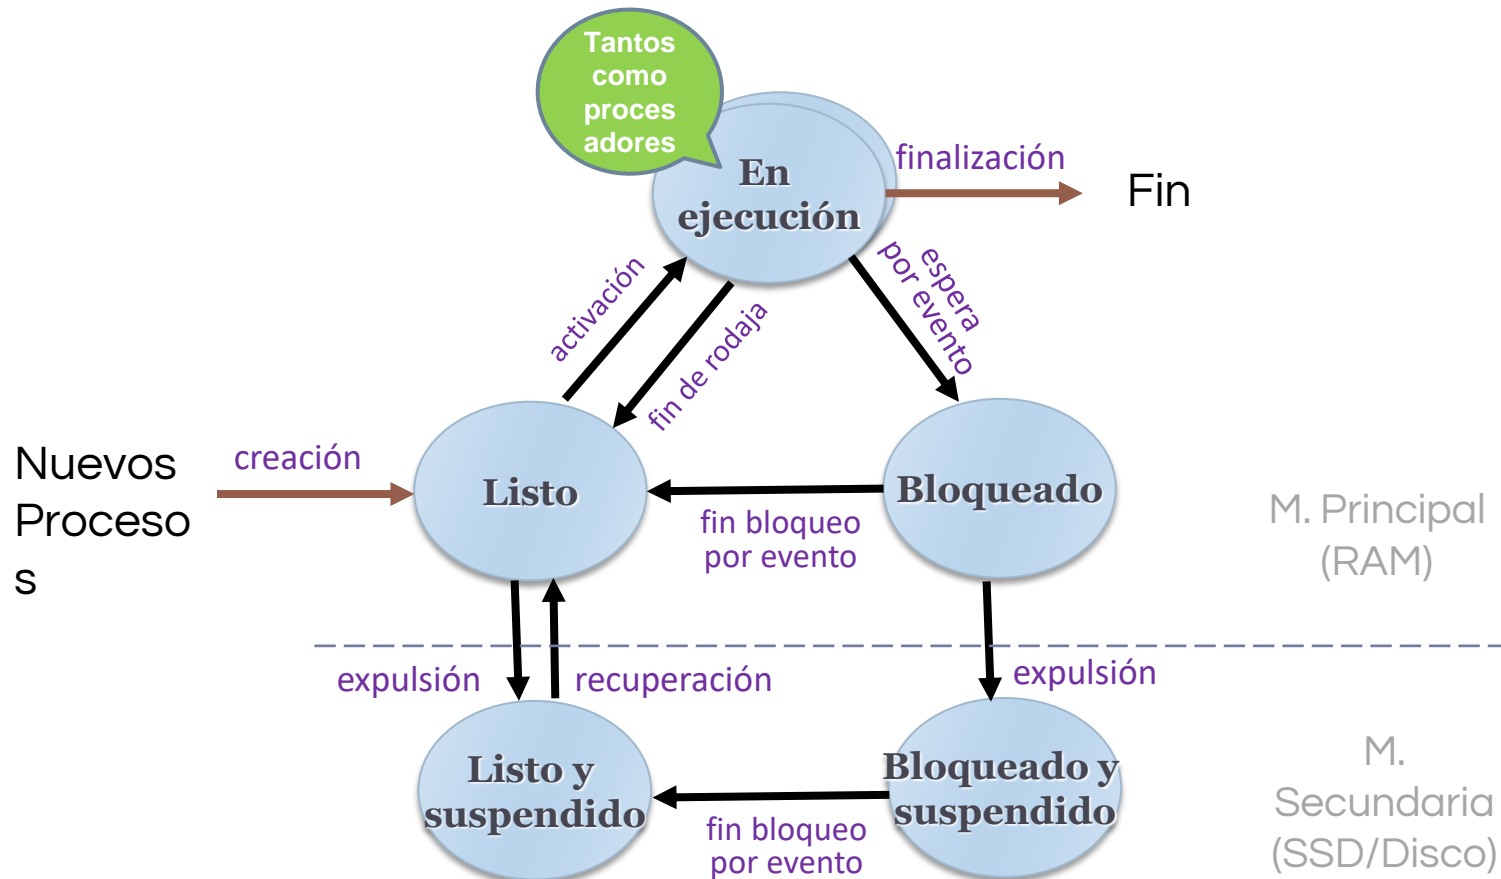 Tantos
como
proces
adores
En
ejecución
finalización
Fin
activación
fin de rodaja
espera
por evento
Nuevos
Proceso
s
creación
Listo
Bloqueado
fin bloqueo
por evento
M. Principal
(RAM)
expulsión
recuperación
expulsión
Listo y
suspendido
Bloqueado y
suspendido
fin bloqueo
por evento
M.
Secundaria
(SSD/Disco)